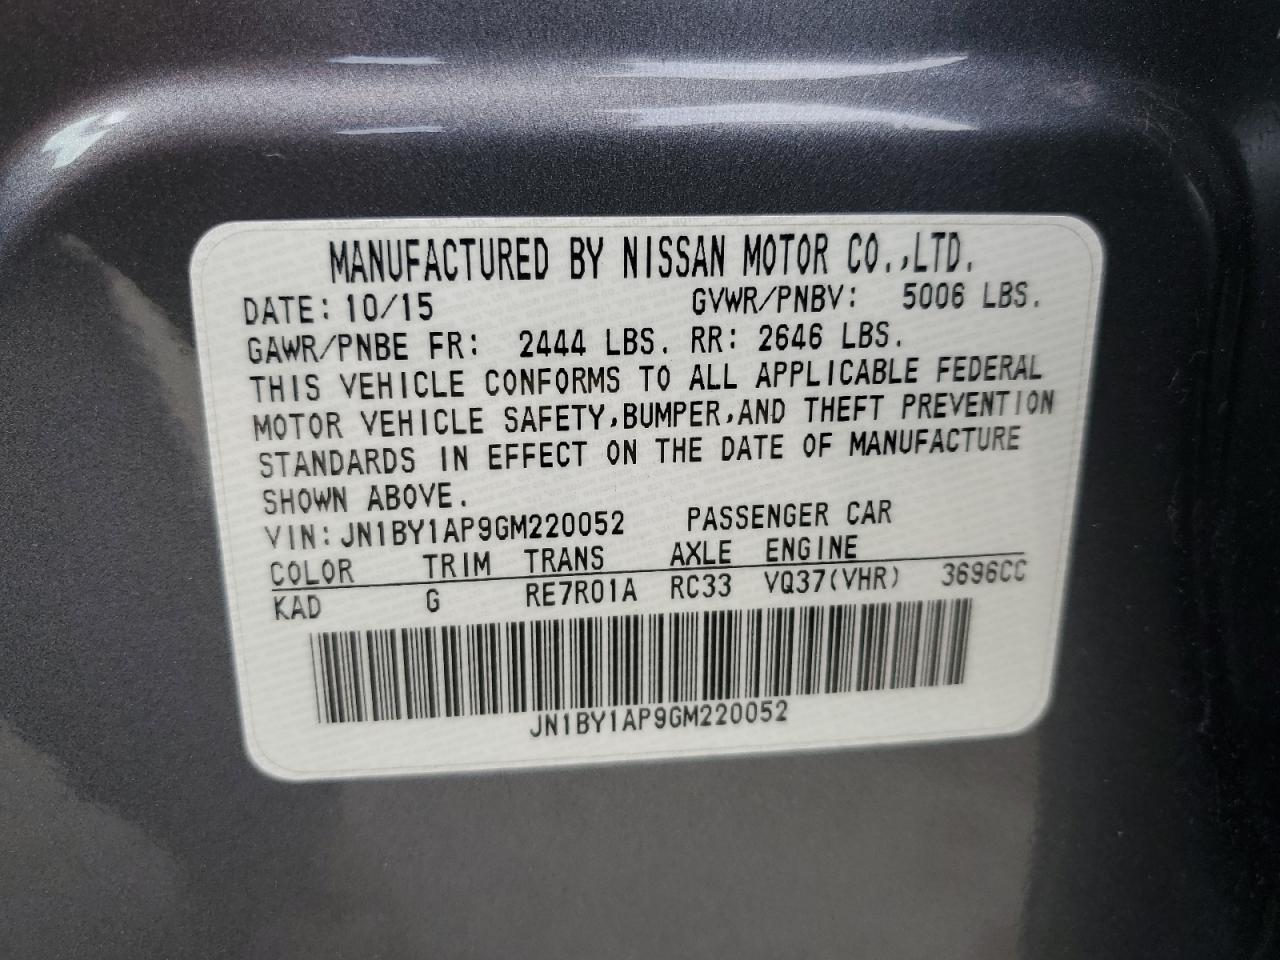 MANUFACTURED BY NISSAN MOTOR CO.,LTD.
DATE: 10/15 GVWR/PNBV: 5006 LBS.
GAWR/PNBE FR: 2444 LBS. RR: 2646 LBS.
THIS VEHICLE CONFORMS TO ALL APPLICABLE FEDERAL
MOTOR VEHICLE SAFETY,BUMPER,AND THEFT PREVENTION
STANDARDS IN EFFECT ON THE DATE OF MANUFACTURE
SHOWN ABOVE.
VIN: JN1BY1AP9GM220052 PASSENGER CAR
COLOR TRIM TRANS AXLE ENGINE
KAD G RE7R01A RC33 VQ37(VHR) 3696CC
JN1BY1AP9GM220052